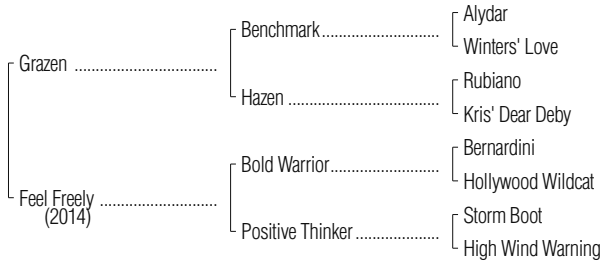 Grazen
Feel Freely
(2014)
Benchmark
Hazen
Bold Warrior
Positive Thinker
Alydar
Winters' Love
Rubiano
Kris' Dear Deby
Bernardini
Hollywood Wildcat
Storm Boot
High Wind Warning